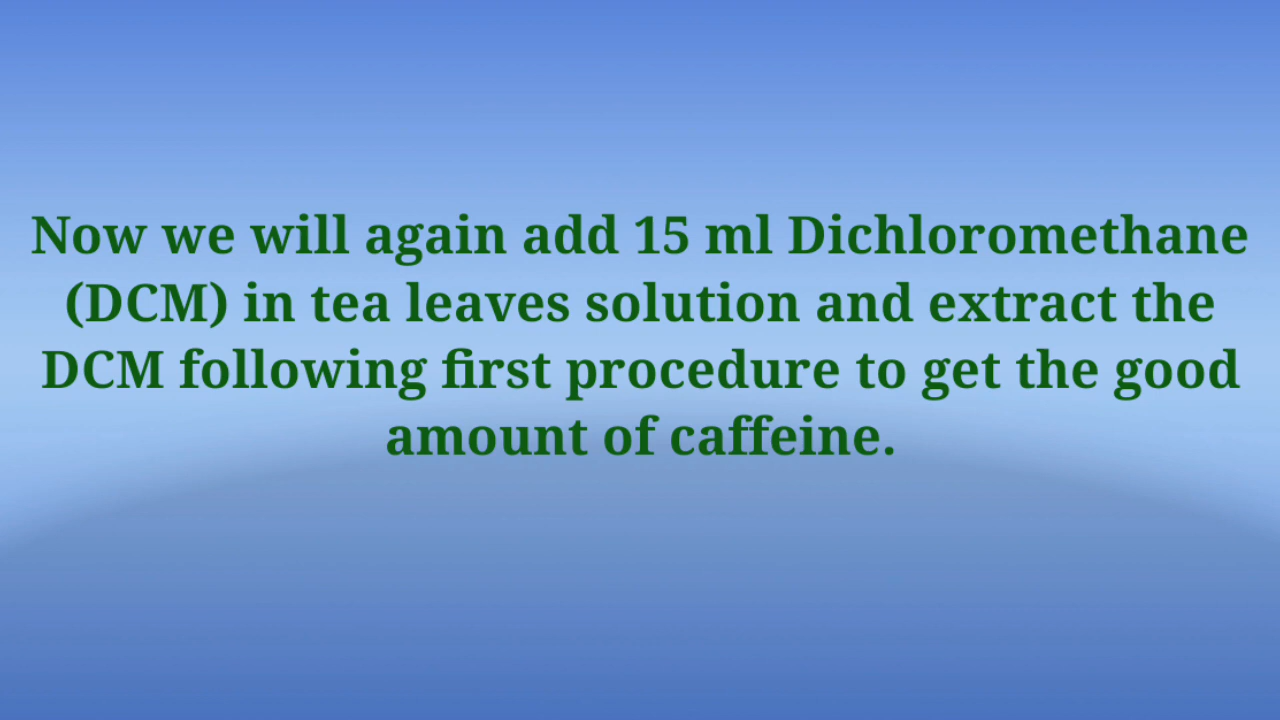 Now we will again add 15 ml Dichloromethane
(DCM) in tea leaves solution and extract the
DCM following first procedure to get the good
amount of caffeine.